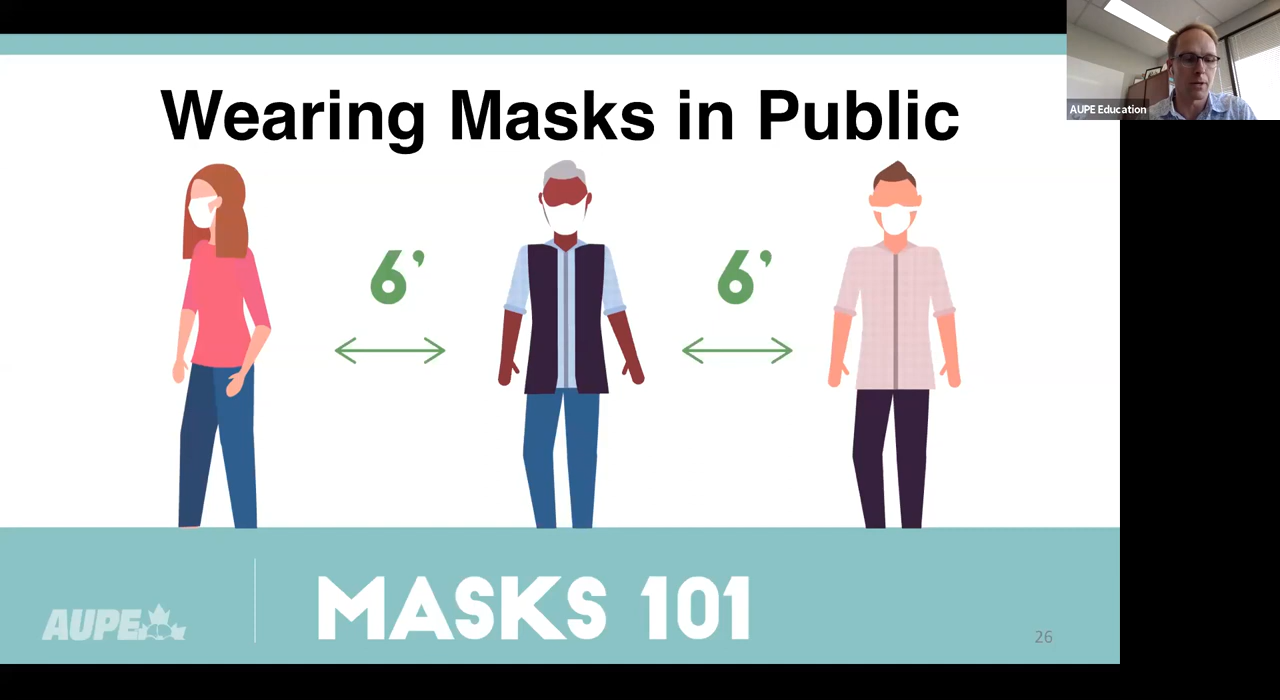 Wearing Masks in Public
AUPE Education
6’
6’
MASKS 101
AUPE
26